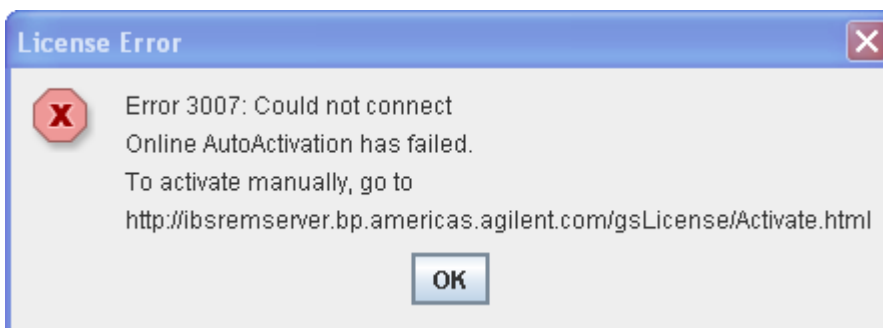 License Error
Error 3007: Could not connect
Online AutoActivation has failed.
To activate manually, go to
http://ibsremserver.bp.americas.agilent.com/gsLicense/Activate.html
OK